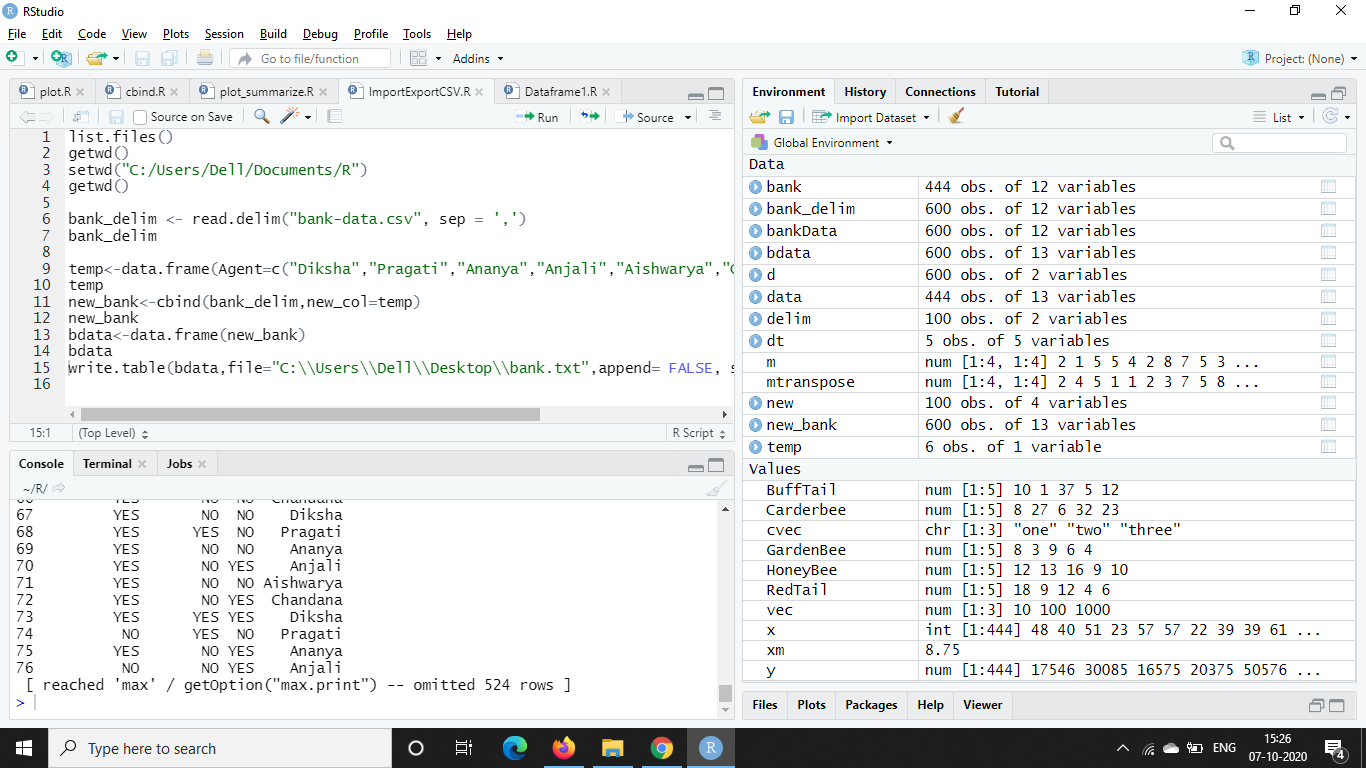 RStudio
File Edit Code View Plots Session Build Debug Profile Tools Help
Go to file/function Addins Project: (None)
plot.R cbind.R plot_summarize.R ImportExportCSV.R Dataframe1.R
Source on Save Run Source
1 list.files()
2 getwd()
3 setwd("C:/Users/Dell/Documents/R")
4 getwd()
5
6 bank_delim <- read.delim("bank-data.csv", sep = ',')
7 bank_delim
8
9 temp<-data.frame(Agent=c("Diksha","Pragati","Ananya","Anjali","Aishwarya","
10 temp
11 new_bank<-cbind(bank_delim,new_col=temp)
12 new_bank
13 bdata<-data.frame(new_bank)
14 bdata
15 write.table(bdata,file="C:\\Users\\Dell\\Desktop\\bank.txt",append= FALSE, s
16
15:1 (Top Level) R Script
Console Terminal Jobs
~/R/
66 YES NO NO Chandana
67 YES NO NO Diksha
68 YES YES NO Pragati
69 YES NO NO Ananya
70 YES NO YES Anjali
71 YES NO NO Aishwarya
72 YES NO YES Chandana
73 YES YES YES Diksha
74 NO YES NO Pragati
75 YES NO YES Ananya
76 NO NO YES Anjali
[ reached 'max' / getOption("max.print") -- omitted 524 rows ]
>
Environment History Connections Tutorial
Import Dataset List
Global Environment
Data
bank 444 obs. of 12 variables
bank_delim 600 obs. of 12 variables
bankData 600 obs. of 12 variables
bdata 600 obs. of 13 variables
d 600 obs. of 2 variables
data 444 obs. of 13 variables
delim 100 obs. of 2 variables
dt 5 obs. of 5 variables
m num [1:4, 1:4] 2 1 5 5 4 2 8 7 5 3 ...
mtranspose num [1:4, 1:4] 2 4 5 1 1 2 3 7 5 8 ...
new 100 obs. of 4 variables
new_bank 600 obs. of 13 variables
temp 6 obs. of 1 variable
Values
BuffTail num [1:5] 10 1 37 5 12
Carderbee num [1:5] 8 27 6 32 23
cvec chr [1:3] "one" "two" "three"
GardenBee num [1:5] 8 3 9 6 4
HoneyBee num [1:5] 12 13 16 9 10
RedTail num [1:5] 18 9 12 4 6
vec num [1:3] 10 100 1000
x int [1:444] 48 40 51 23 57 57 22 39 39 61 ...
xm 8.75
y num [1:444] 17546 30085 16575 20375 50576 ...
Files Plots Packages Help Viewer
Type here to search
ENG
15:26
07-10-2020
4